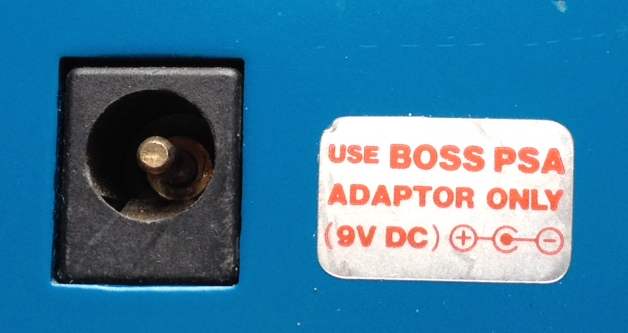 USE BOSS PSA
ADAPTOR ONLY
(9V DC) + −